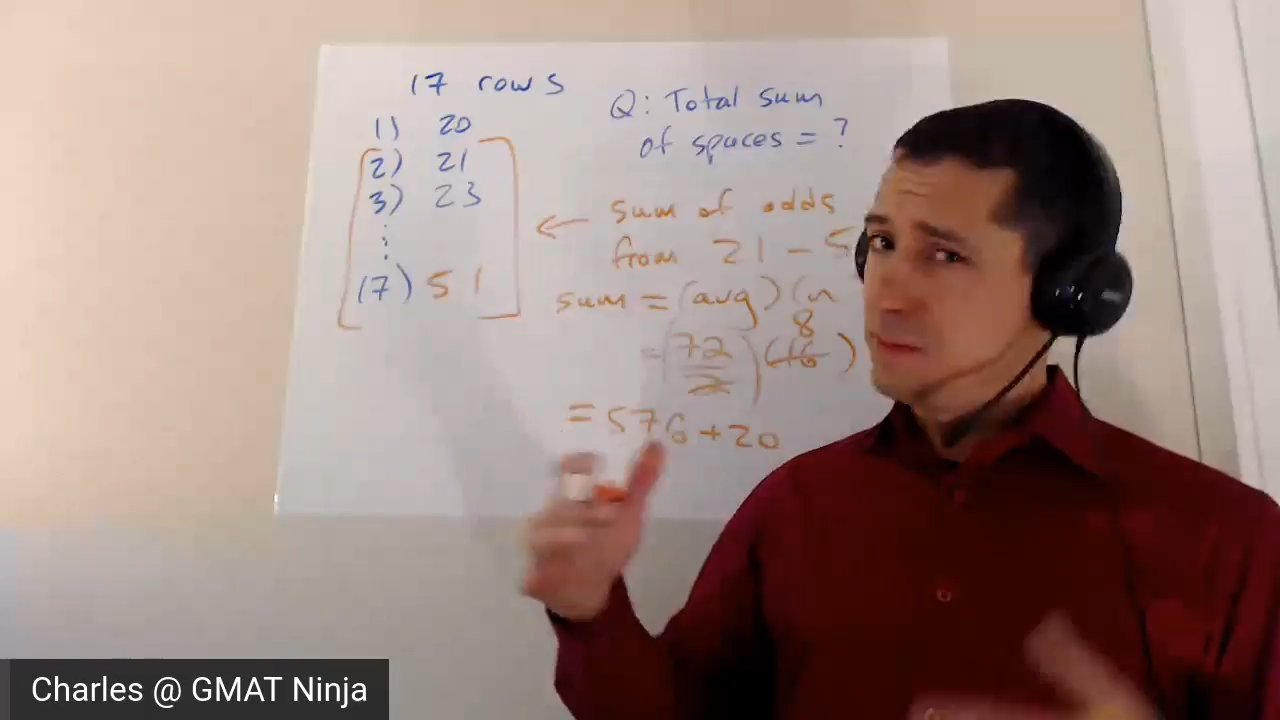 17 rows
1) 20
2) 21
3) 23
⋮
17) 51
Q: Total sum
of spaces = ?
← sum of odds
from 21 - 5
sum = (avg)(n
= (72/2)(16) 8
= 576 + 20
Charles @ GMAT Ninja